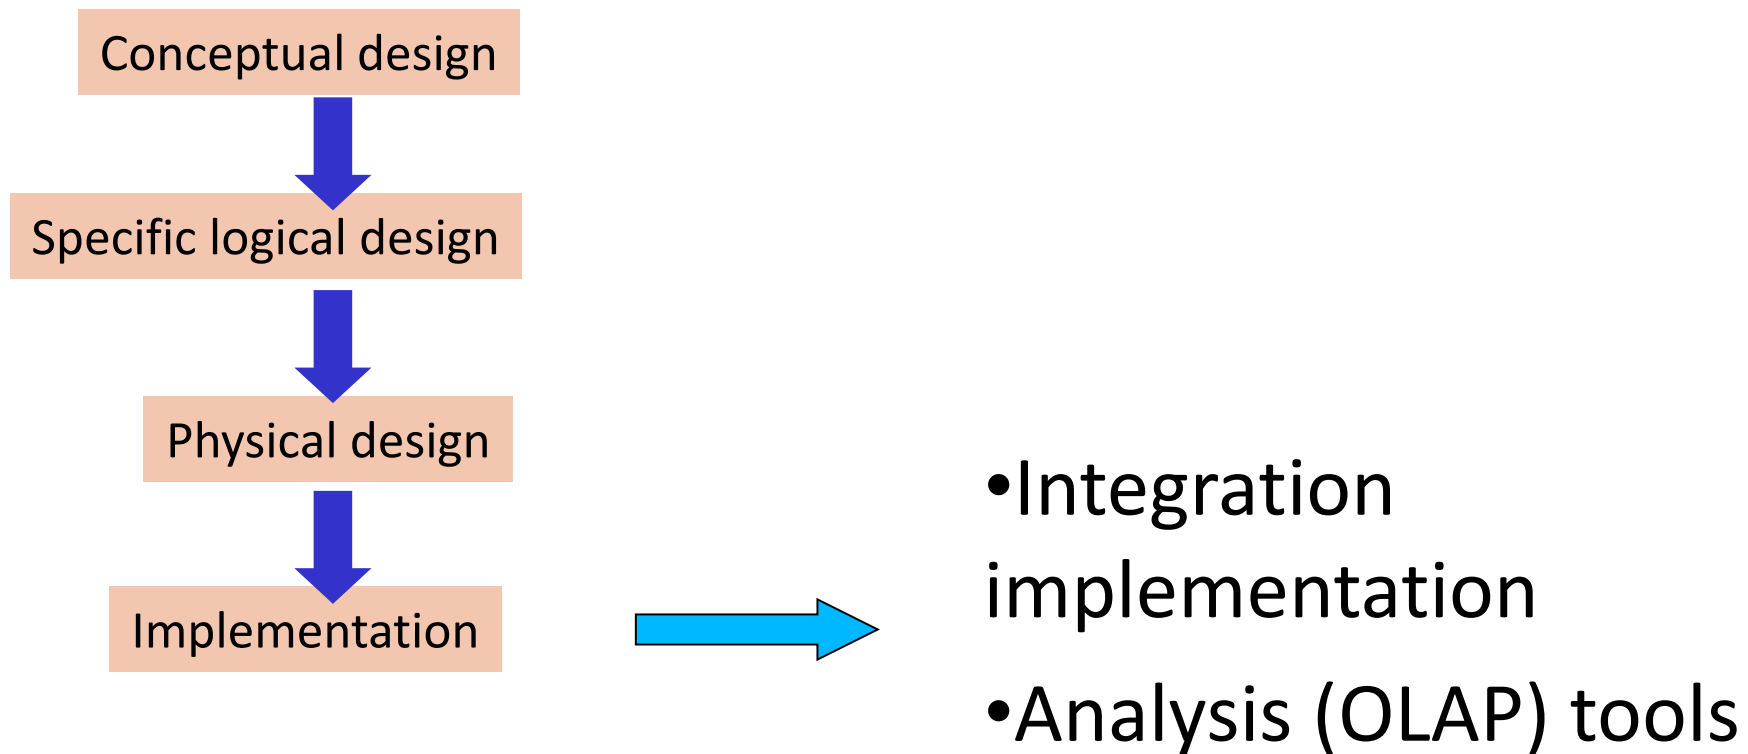 Conceptual design
Specific logical design
Physical design
Implementation
•Integration
implementation
•Analysis (OLAP) tools